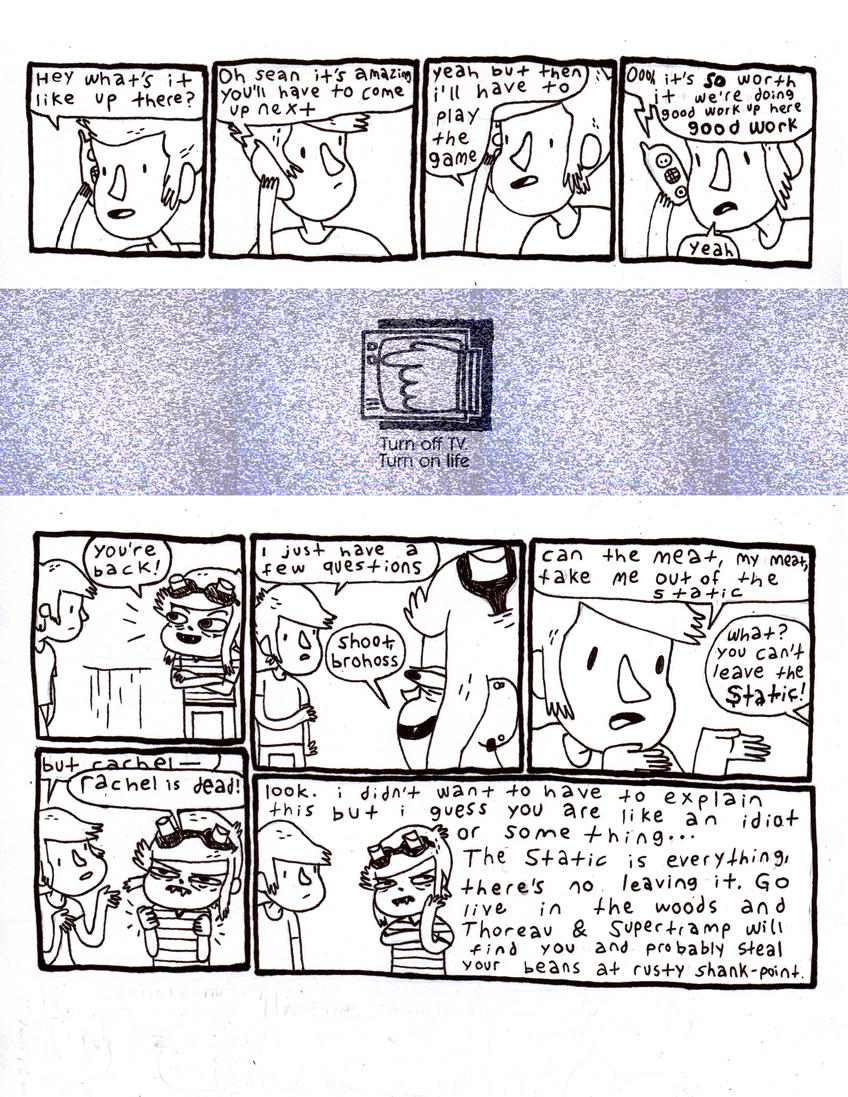 Hey what's it
like up there?
Oh sean it's amazing
you'll have to come
up next
yeah but then
i'll have to
play
the
game
Oooh it's so worth
it we're doing
good work up here
good work
yeah
Turn off TV.
Turn on life
you're
back!
i just have a
few questions
shoot,
brohoss
can the meat, my meat,
take me out of the
static
what?
you can't
leave the
Static!
but rachel—
rachel is dead!
look. i didn't want to have to explain
this but i guess you are like an idiot
or some thing...
The Static is everything,
there's no leaving it. Go
live in the woods and
Thoreau & Supertramp will
find you and probably steal
your beans at rusty shank-point.